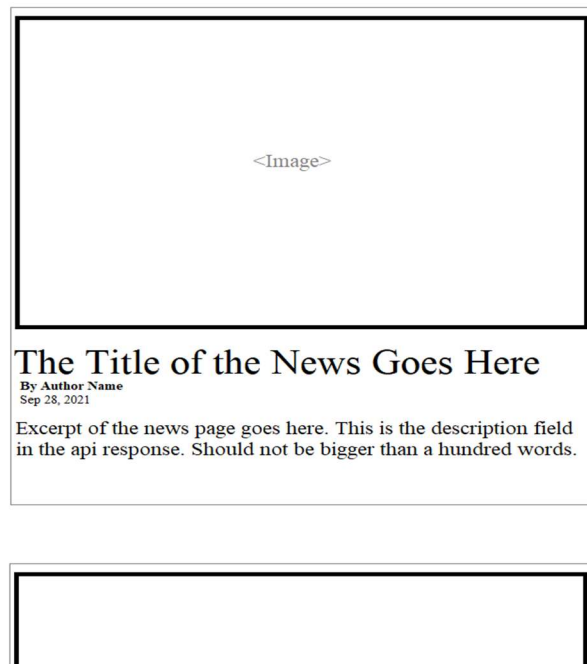 <Image>
The Title of the News Goes Here
By Author Name
Sep 28, 2021
Excerpt of the news page goes here. This is the description field
in the api response. Should not be bigger than a hundred words.